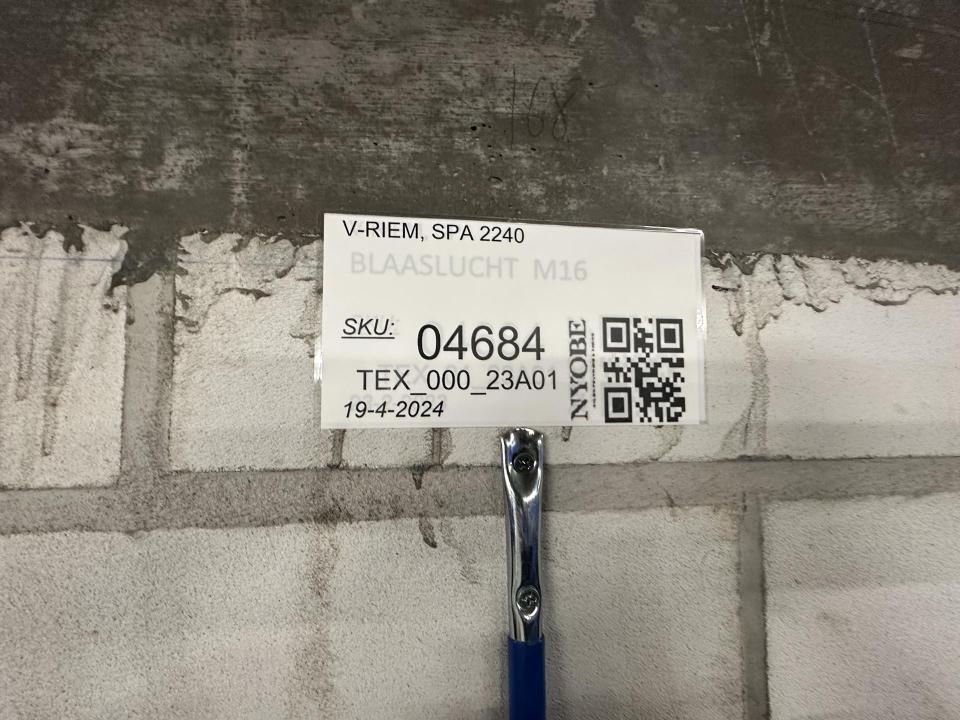 168
V-RIEM, SPA 2240
BLAASLUCHT M16
SKU: 04684
TEX_000_23A01
19-4-2024
NYOBE